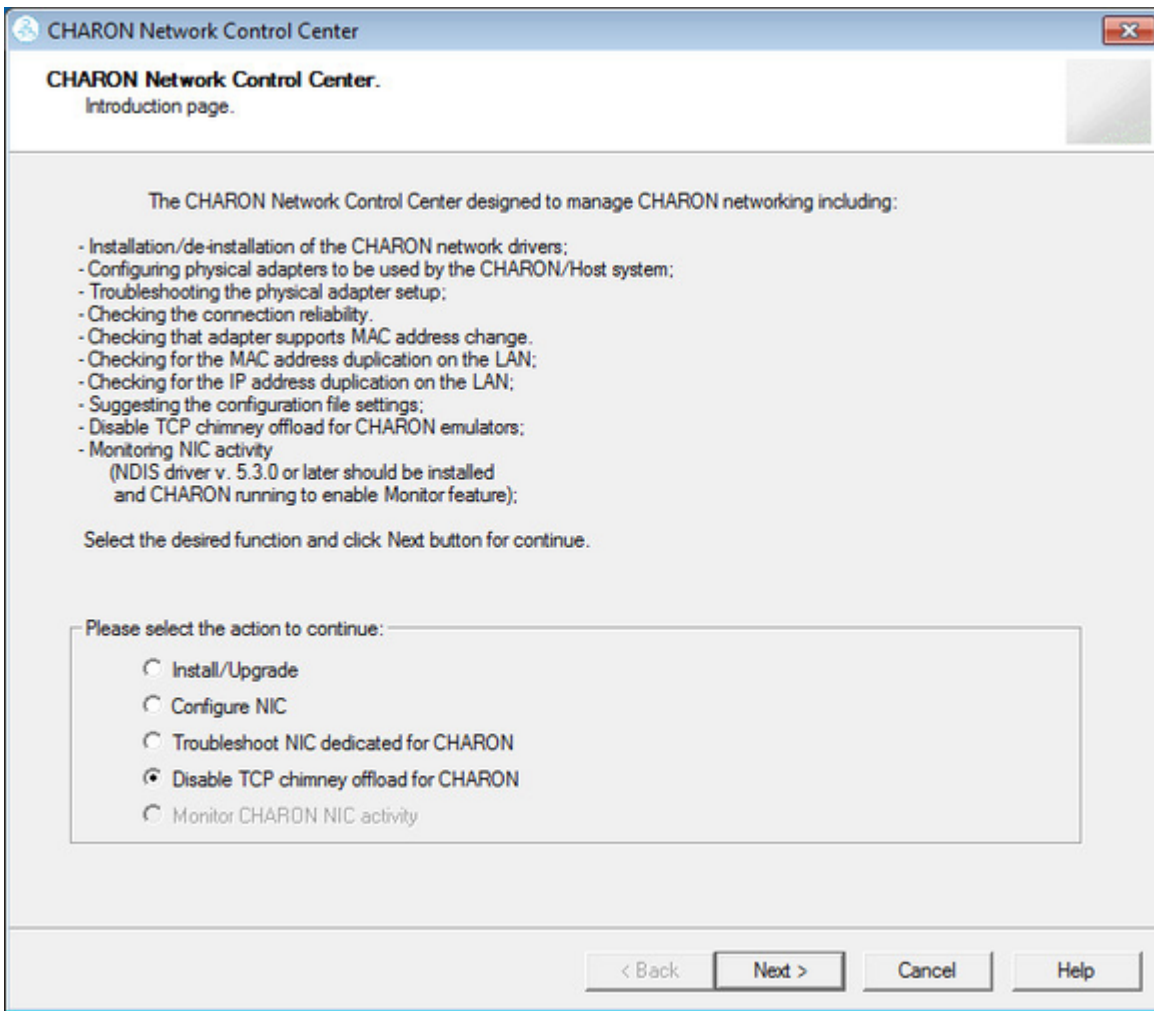 CHARON Network Control Center
CHARON Network Control Center.
Introduction page.
The CHARON Network Control Center designed to manage CHARON networking including:
- Installation/de-installation of the CHARON network drivers;
- Configuring physical adapters to be used by the CHARON/Host system;
- Troubleshooting the physical adapter setup;
- Checking the connection reliability.
- Checking that adapter supports MAC address change.
- Checking for the MAC address duplication on the LAN;
- Checking for the IP address duplication on the LAN;
- Suggesting the configuration file settings;
- Disable TCP chimney offload for CHARON emulators;
- Monitoring NIC activity
(NDIS driver v. 5.3.0 or later should be installed
and CHARON running to enable Monitor feature);
Select the desired function and click Next button for continue.
Please select the action to continue:
Install/Upgrade
Configure NIC
Troubleshoot NIC dedicated for CHARON
Disable TCP chimney offload for CHARON
Monitor CHARON NIC activity
< Back Next > Cancel Help